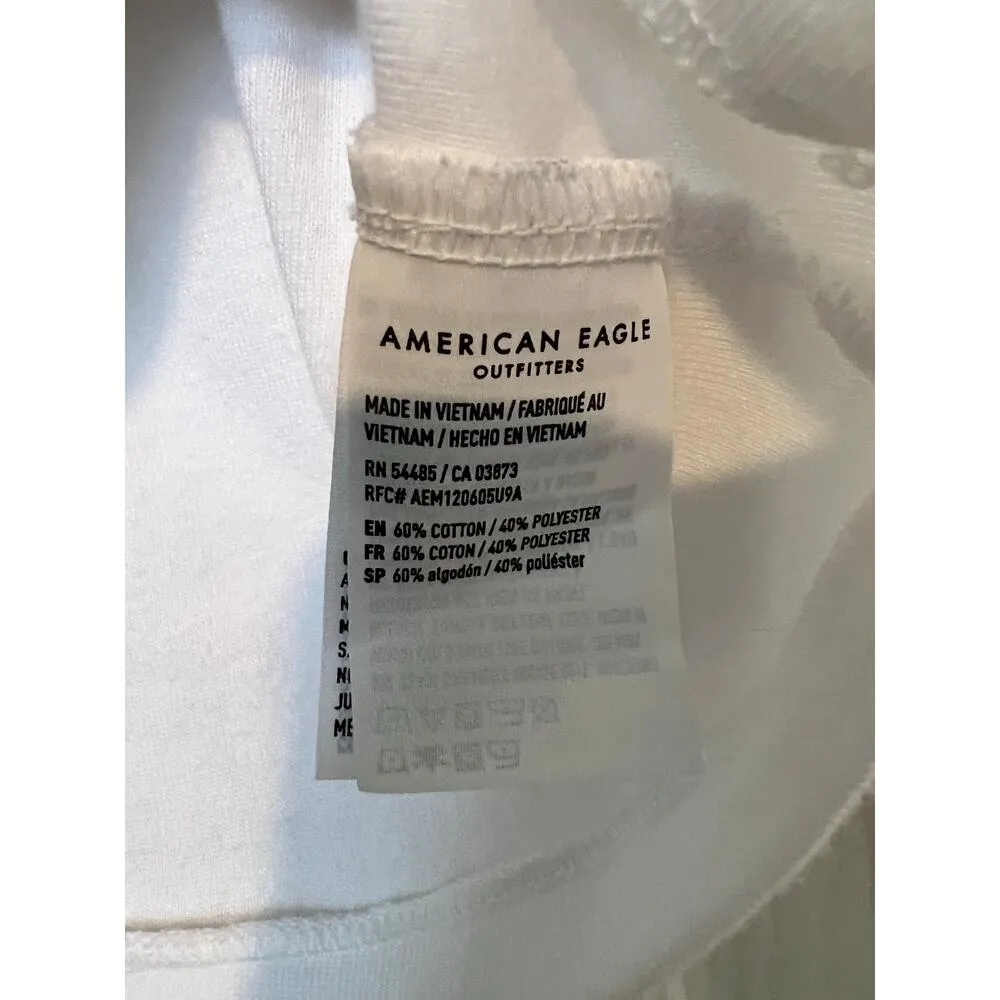 AMERICAN EAGLE
OUTFITTERS
MADE IN VIETNAM / FABRIQUÉ AU
VIETNAM / HECHO EN VIETNAM
RN 54485 / CA 03873
RFC# AEM120605U9A
EN 60% COTTON / 40% POLYESTER
FR 60% COTON / 40% POLYESTER
SP 60% algodón / 40% poliéster